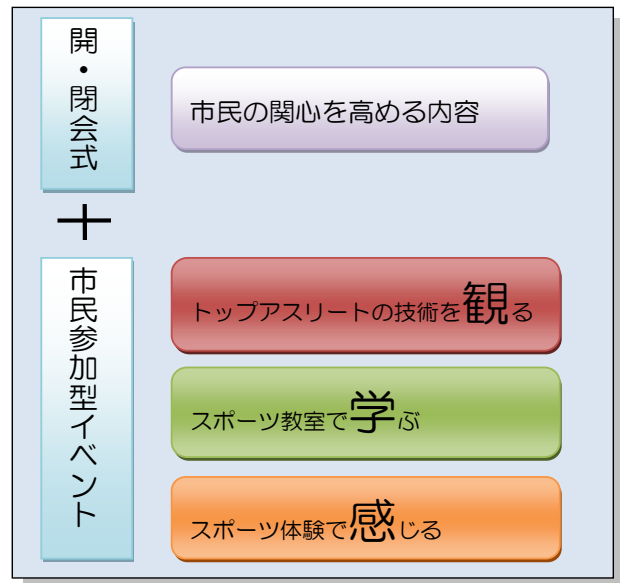 開・閉会式
市民の関心を高める内容
＋
市民参加型イベント
トップアスリートの技術を観る
スポーツ教室で学ぶ
スポーツ体験で感じる